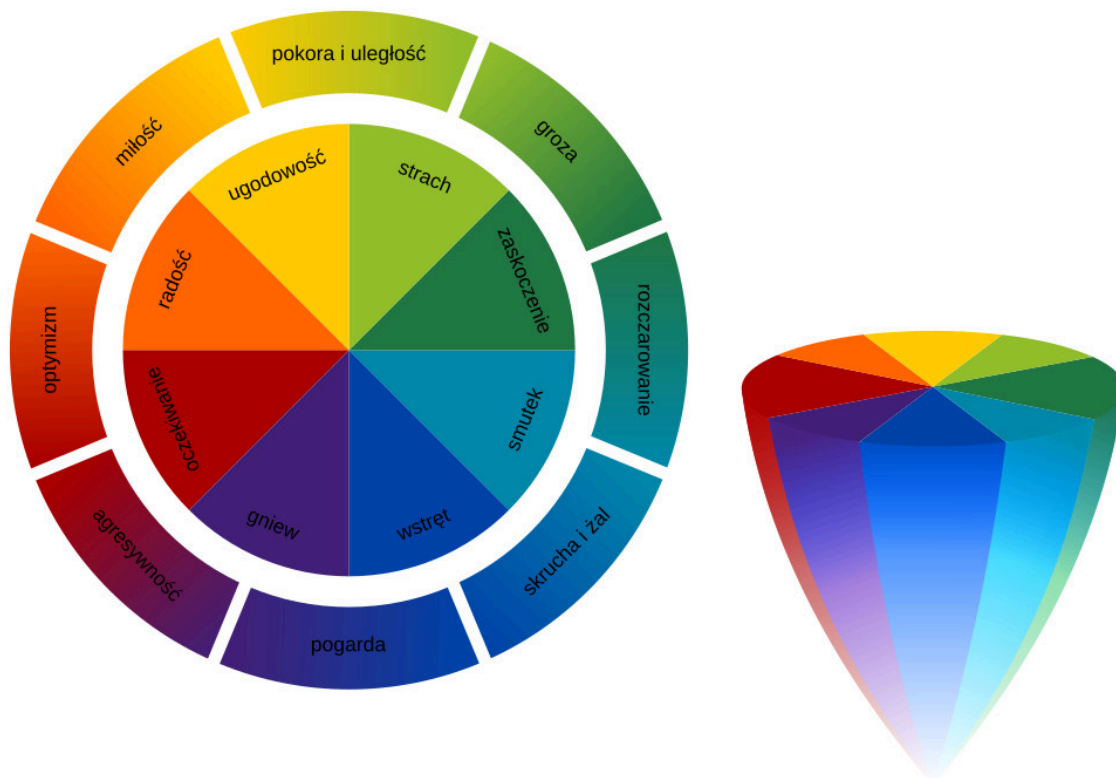 pokora i uległość
groza
rozczarowanie
skrucha i żal
pogarda
agresywność
optymizm
miłość
ugodowość
strach
zaskoczenie
smutek
wstręt
gniew
oczekiwanie
radość